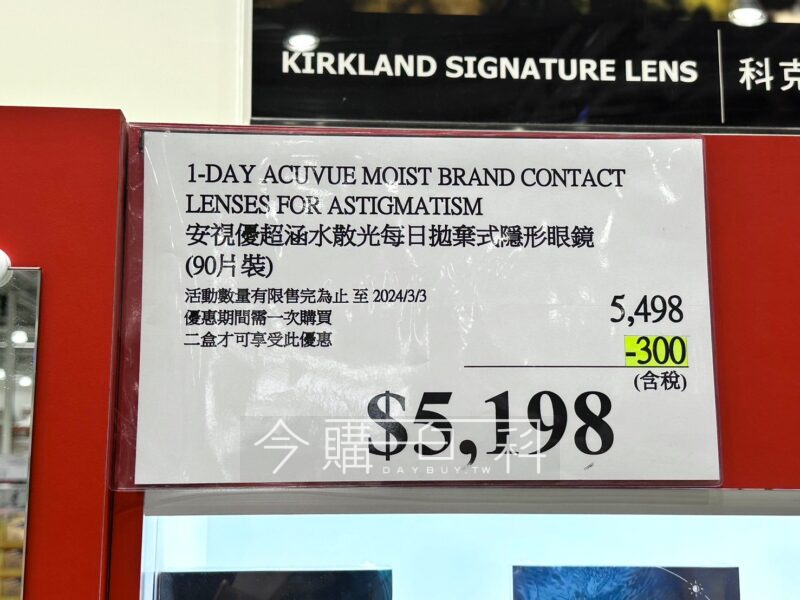 KIRKLAND SIGNATURE LENS
科克
1-DAY ACUVUE MOIST BRAND CONTACT
LENSES FOR ASTIGMATISM
安視優超涵水散光每日拋棄式隱形眼鏡
(90片裝)
活動數量有限售完為止 至 2024/3/3
優惠期間需一次購買
二盒才可享受此優惠
5,498
-300
(含稅)
$5,198
今購百科
DAYBUY.TW